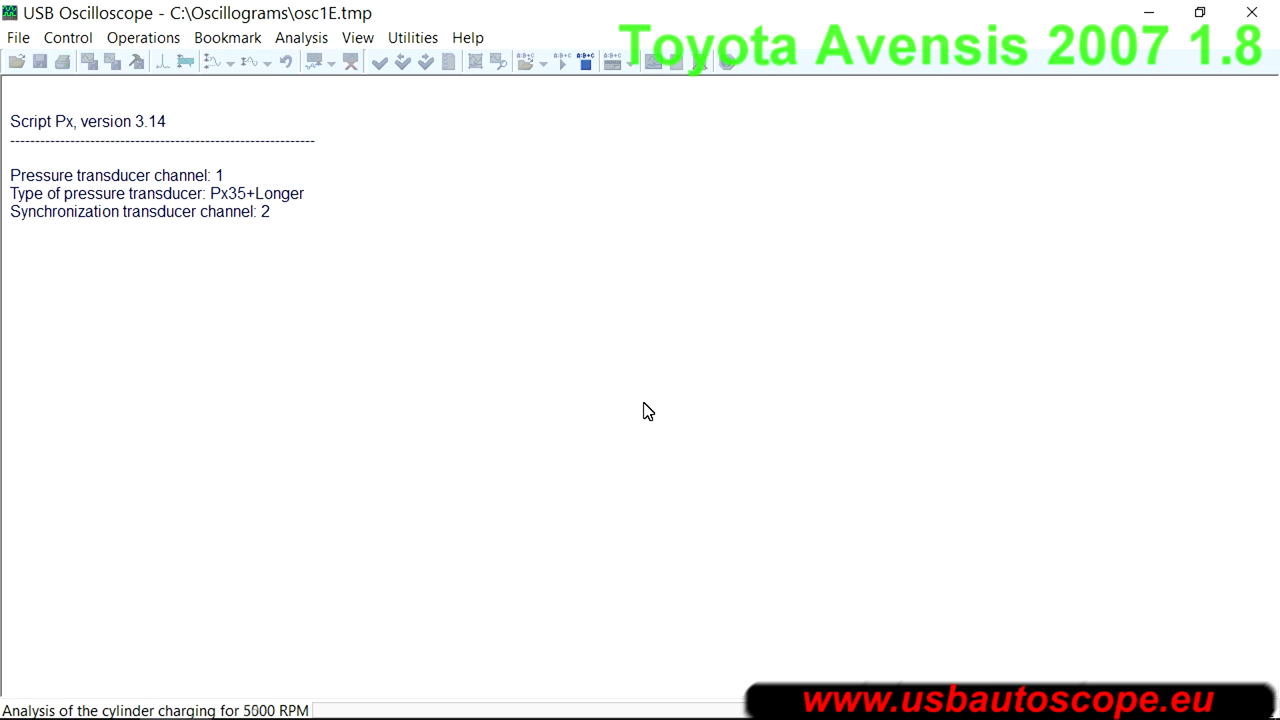 USB Oscilloscope - C:\Oscillograms\osc1E.tmp
File Control Operations Bookmark Analysis View Utilities Help
Toyota Avensis 2007 1.8
Script Px, version 3.14
-------------------------------------------------------------
Pressure transducer channel: 1
Type of pressure transducer: Px35+Longer
Synchronization transducer channel: 2
Analysis of the cylinder charging for 5000 RPM
www.usbautoscope.eu